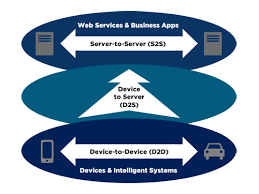 Web Services & Business Apps
Server-to-Server (S2S)
Device
to Server
(D2S)
Device-to-Device (D2D)
Devices & Intelligent Systems